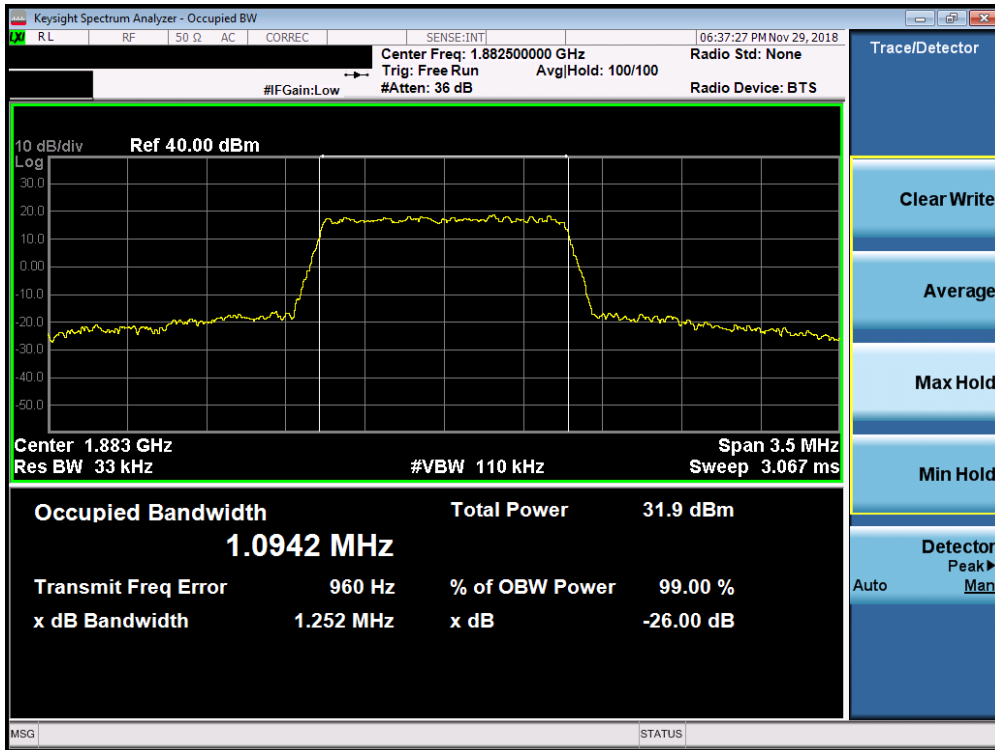 Keysight Spectrum Analyzer - Occupied BW
LXI RL RF 50 Ω AC CORREC SENSE:INT 06:37:27 PM Nov 29, 2018
Center Freq: 1.882500000 GHz Radio Std: None
Trig: Free Run Avg|Hold: 100/100
#IFGain:Low #Atten: 36 dB Radio Device: BTS
10 dB/div Ref 40.00 dBm
Log
30.0
20.0
10.0
0.00
-10.0
-20.0
-30.0
-40.0
-50.0
Center 1.883 GHz Span 3.5 MHz
Res BW 33 kHz #VBW 110 kHz Sweep 3.067 ms
Occupied Bandwidth Total Power 31.9 dBm
1.0942 MHz
Transmit Freq Error 960 Hz % of OBW Power 99.00 %
x dB Bandwidth 1.252 MHz x dB -26.00 dB
Trace/Detector
Clear Write
Average
Max Hold
Min Hold
Detector
Peak▶
Auto Man
MSG STATUS